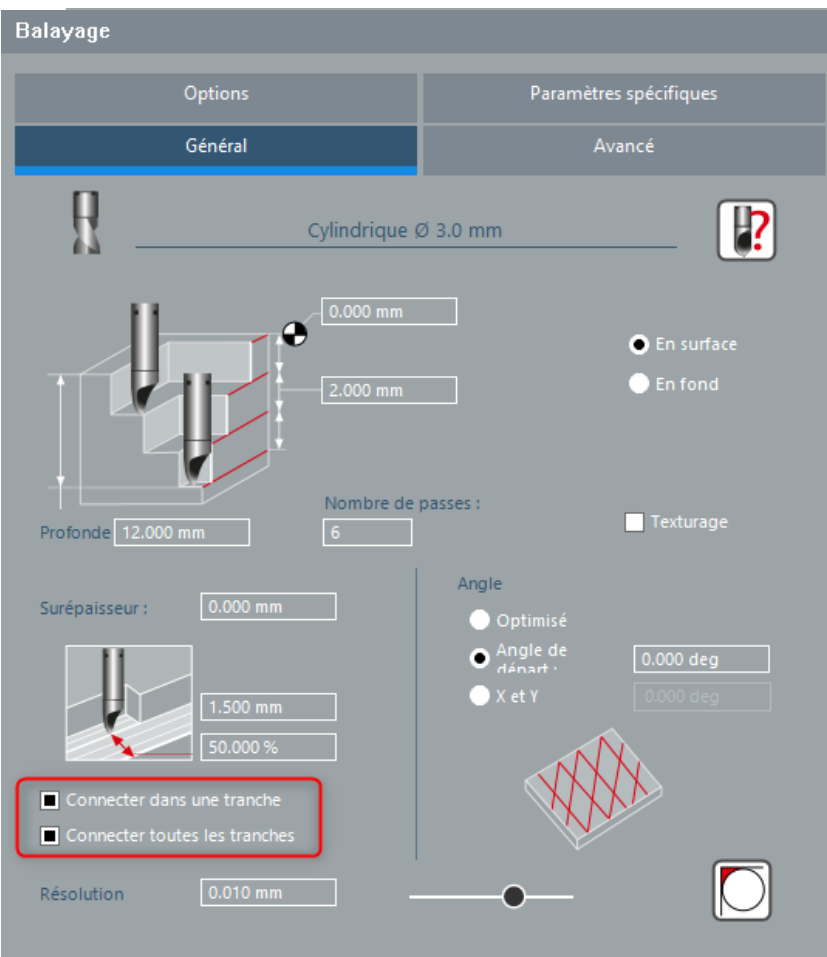 Balayage
Options
Paramètres spécifiques
Général
Avancé
Cylindrique Ø 3.0 mm
?
0.000 mm
En surface
2.000 mm
En fond
Nombre de passes :
Profonde
12.000 mm
6
Texturage
Angle
Surépaisseur :
0.000 mm
Optimisé
Angle de
départ :
0.000 deg
1.500 mm
X et Y
0.000 deg
50.000 %
Connecter dans une tranche
Connecter toutes les tranches
Résolution
0.010 mm